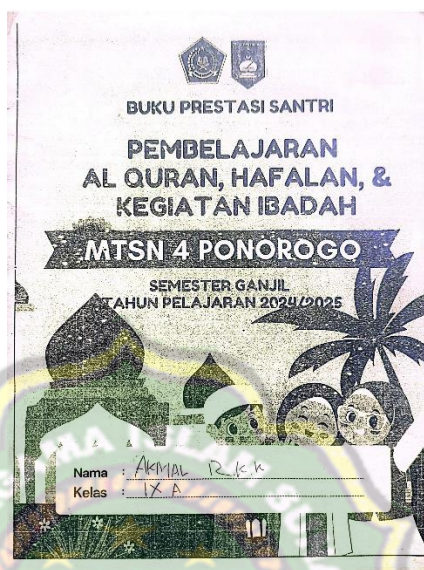 BUKU PRESTASI SANTRI
PEMBELAJARAN
AL QURAN, HAFALAN, &
KEGIATAN IBADAH
MTSN 4 PONOROGO
SEMESTER GANJIL
TAHUN PELAJARAN 2024/2025
Nama : AKMAL R.K.K
Kelas : IX A